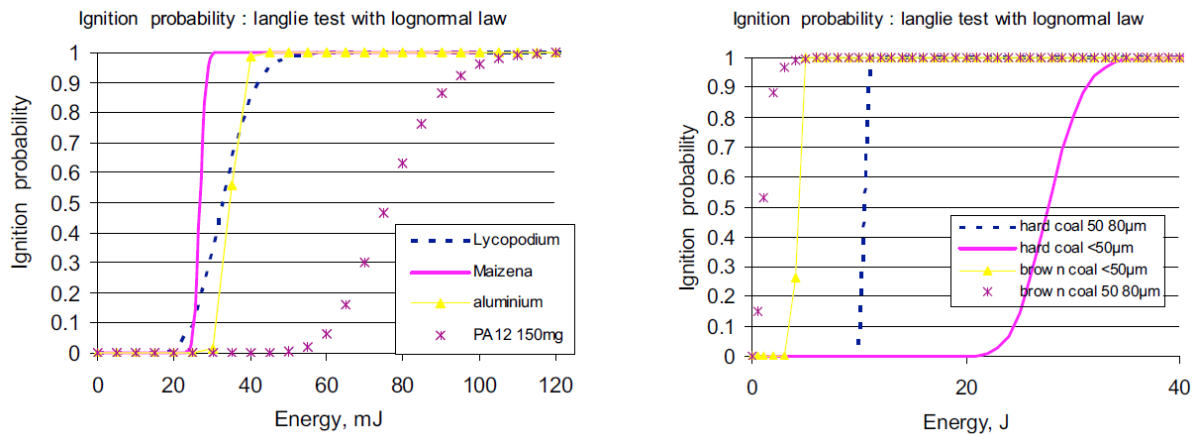 Ignition probability : langlie test with lognormal law
Ignition probability
1
0.9
0.8
0.7
0.6
0.5
0.4
0.3
0.2
0.1
0
Lycopodium
Maizena
aluminium
PA12 150mg
0 20 40 60 80 100 120
Energy, mJ
Ignition probability : langlie test with lognormal law
Ignition probability
1
0.9
0.8
0.7
0.6
0.5
0.4
0.3
0.2
0.1
0
hard coal 50 80µm
hard coal <50µm
brow n coal <50µm
brow n coal 50 80µm
0 20 40
Energy, J